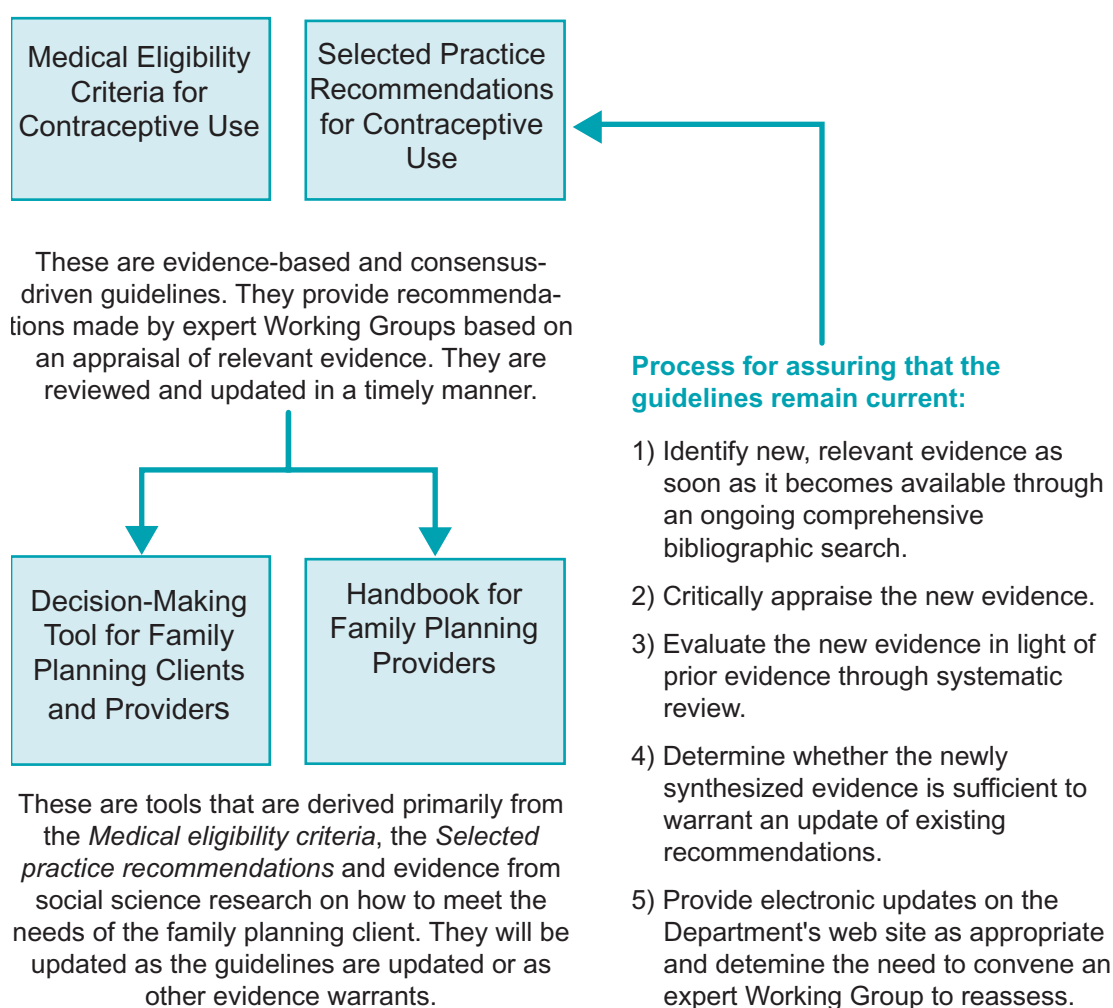 Medical Eligibility
Criteria for
Contraceptive Use
Selected Practice
Recommendations
for Contraceptive
Use
These are evidence-based and consensus-
driven guidelines. They provide recommenda-
tions made by expert Working Groups based on
an appraisal of relevant evidence. They are
reviewed and updated in a timely manner.
Decision-Making
Tool for Family
Planning Clients
and Providers
Handbook for
Family Planning
Providers
These are tools that are derived primarily from
the Medical eligibility criteria, the Selected
practice recommendations and evidence from
social science research on how to meet the
needs of the family planning client. They will be
updated as the guidelines are updated or as
other evidence warrants.
Process for assuring that the
guidelines remain current:
1) Identify new, relevant evidence as
soon as it becomes available through
an ongoing comprehensive
bibliographic search.
2) Critically appraise the new evidence.
3) Evaluate the new evidence in light of
prior evidence through systematic
review.
4) Determine whether the newly
synthesized evidence is sufficient to
warrant an update of existing
recommendations.
5) Provide electronic updates on the
Department's web site as appropriate
and detemine the need to convene an
expert Working Group to reassess.